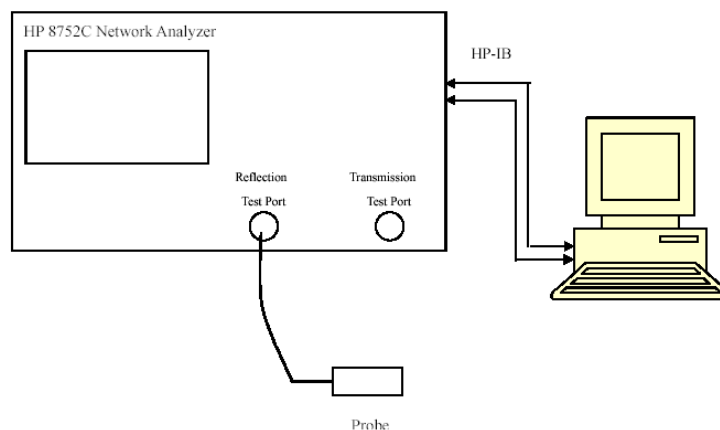 HP 8752C Network Analyzer
HP-IB
Reflection
Test Port
Transmission
Test Port
Probe